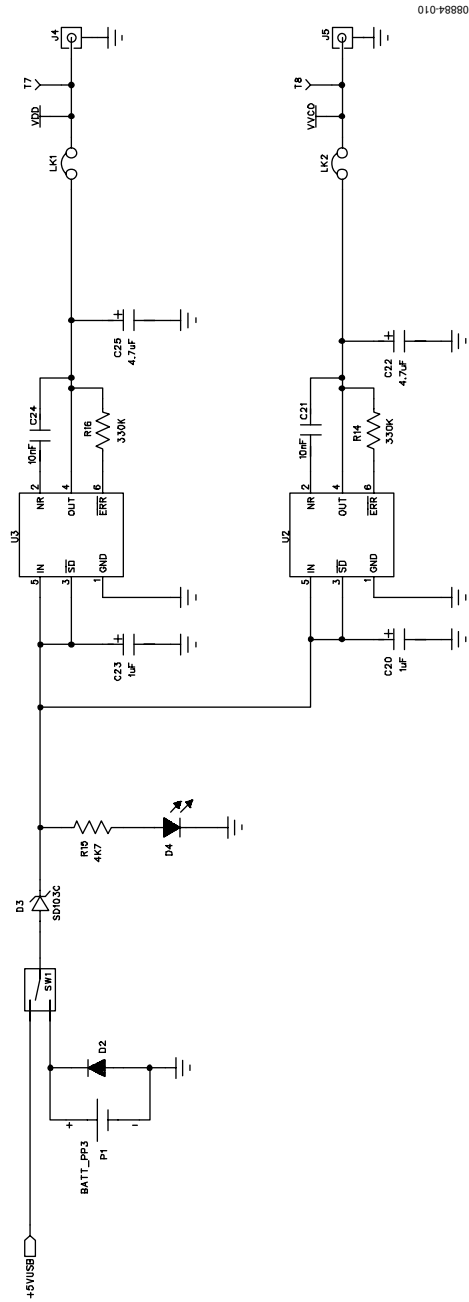 +5VUSB
BATT_PP3
P1
+
-
D2
SW1
D3
SD103C
R15
4K7
D4
C23
1uF
+
U3
5 IN
3 SD
1 GND
NR 2
OUT 4
ERR 6
C24
10nF
R16
330K
C25
4.7uF
+
LK1
VDD
T7
J4
C20
1uF
+
U2
5 IN
3 SD
1 GND
NR 2
OUT 4
ERR 6
C21
10nF
R14
330K
C22
4.7uF
+
LK2
VVCO
T8
J5
08884-010